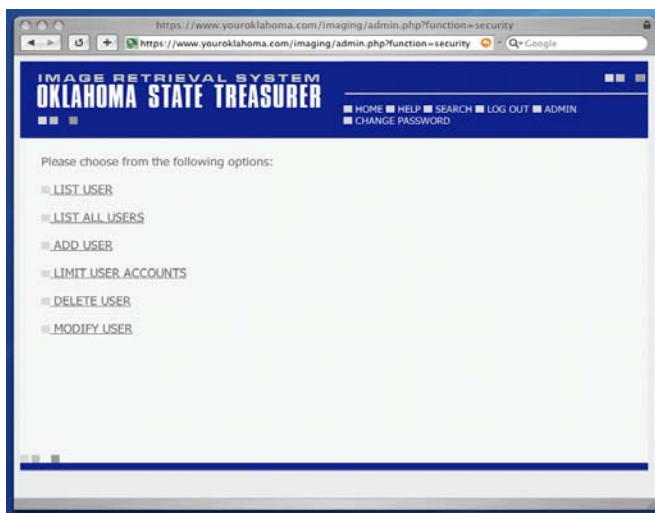 https://www.youroklahoma.com/imaging/admin.php?function=security
https://www.youroklahoma.com/imaging/admin.php?function=security
Google
IMAGE RETRIEVAL SYSTEM
OKLAHOMA STATE TREASURER
HOME HELP SEARCH LOG OUT ADMIN
CHANGE PASSWORD
Please choose from the following options:
LIST USER
LIST ALL USERS
ADD USER
LIMIT USER ACCOUNTS
DELETE USER
MODIFY USER